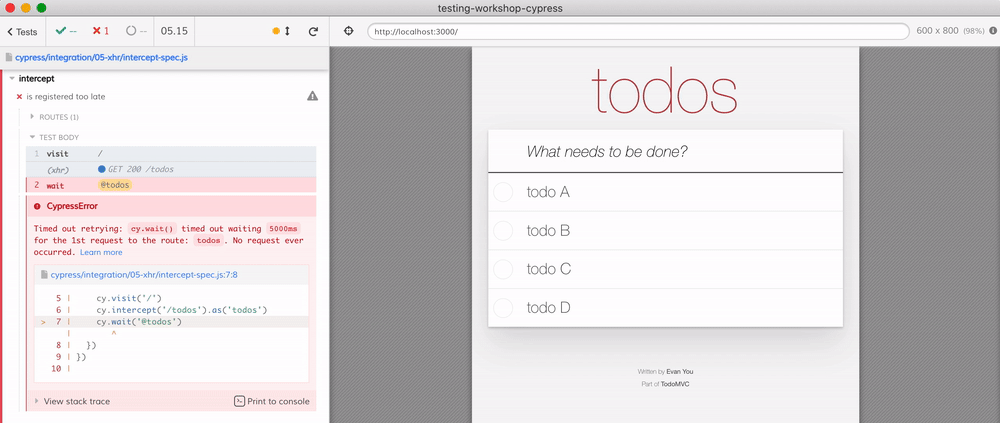 testing-workshop-cypress
Tests
--
1
--
05.15
http://localhost:3000/
600 x 800 (98%)
cypress/integration/05-xhr/intercept-spec.js
intercept
is registered too late
ROUTES (1)
TEST BODY
1 visit /
(xhr) GET 200 /todos
2 wait @todos
CypressError
Timed out retrying: cy.wait() timed out waiting 5000ms
for the 1st request to the route: todos. No request ever
occurred. Learn more
cypress/integration/05-xhr/intercept-spec.js:7:8
5 | cy.visit('/')
6 | cy.intercept('/todos').as('todos')
> 7 | cy.wait('@todos')
| ^
8 | })
9 | })
10 |
View stack trace
Print to console
todos
What needs to be done?
todo A
todo B
todo C
todo D
Written by Evan You
Part of TodoMVC